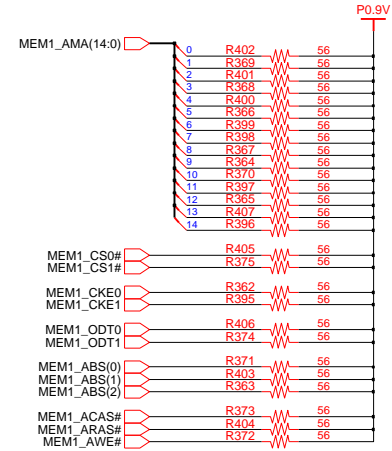 P0.9V
MEM1_AMA(14:0)
0 R402 56
1 R369 56
2 R401 56
3 R368 56
4 R400 56
5 R366 56
6 R399 56
7 R398 56
8 R367 56
9 R364 56
10 R370 56
11 R397 56
12 R365 56
13 R407 56
14 R396 56
MEM1_CS0# R405 56
MEM1_CS1# R375 56
MEM1_CKE0 R362 56
MEM1_CKE1 R395 56
MEM1_ODT0 R406 56
MEM1_ODT1 R374 56
MEM1_ABS(0) R371 56
MEM1_ABS(1) R403 56
MEM1_ABS(2) R363 56
MEM1_ACAS# R373 56
MEM1_ARAS# R404 56
MEM1_AWE# R372 56